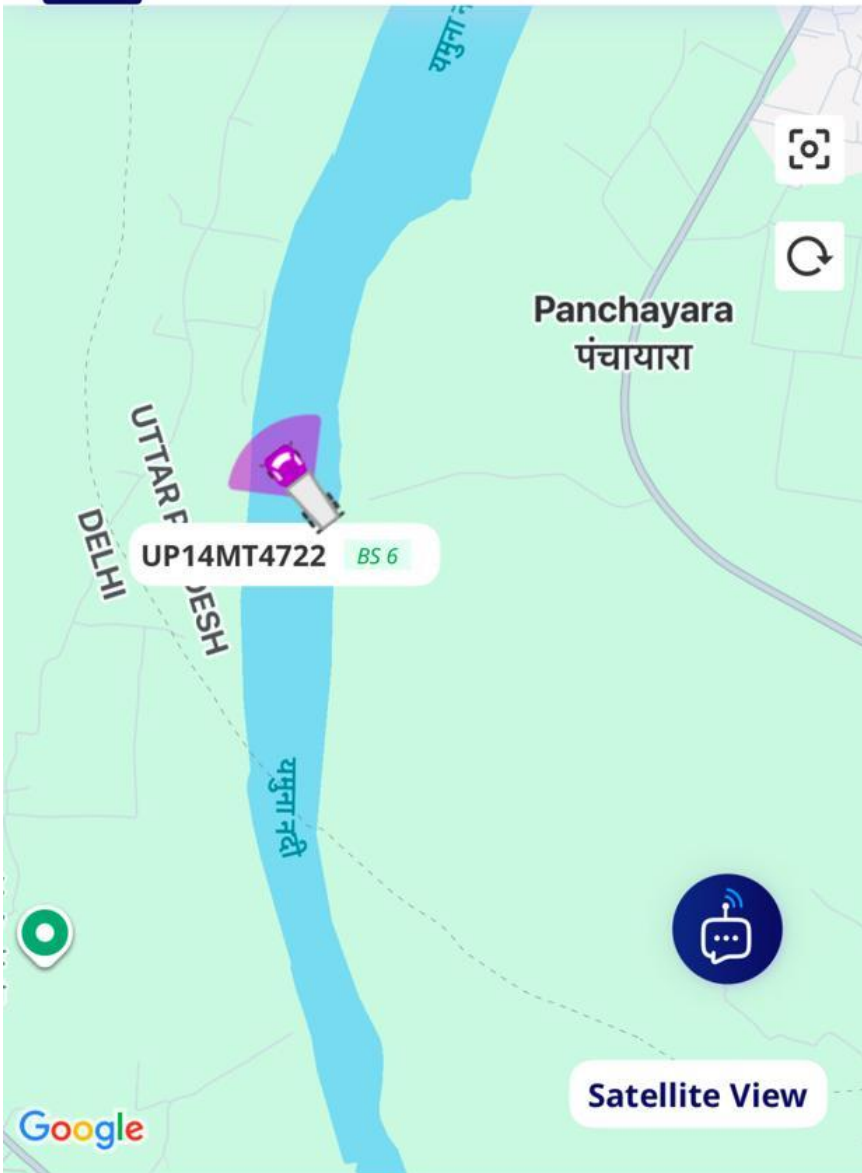 यमुना न
Panchayara
पंचायारा
UTTAR P
DESH
DELHI
UP14MT4722 BS 6
यमुना नदी
Satellite View
Google